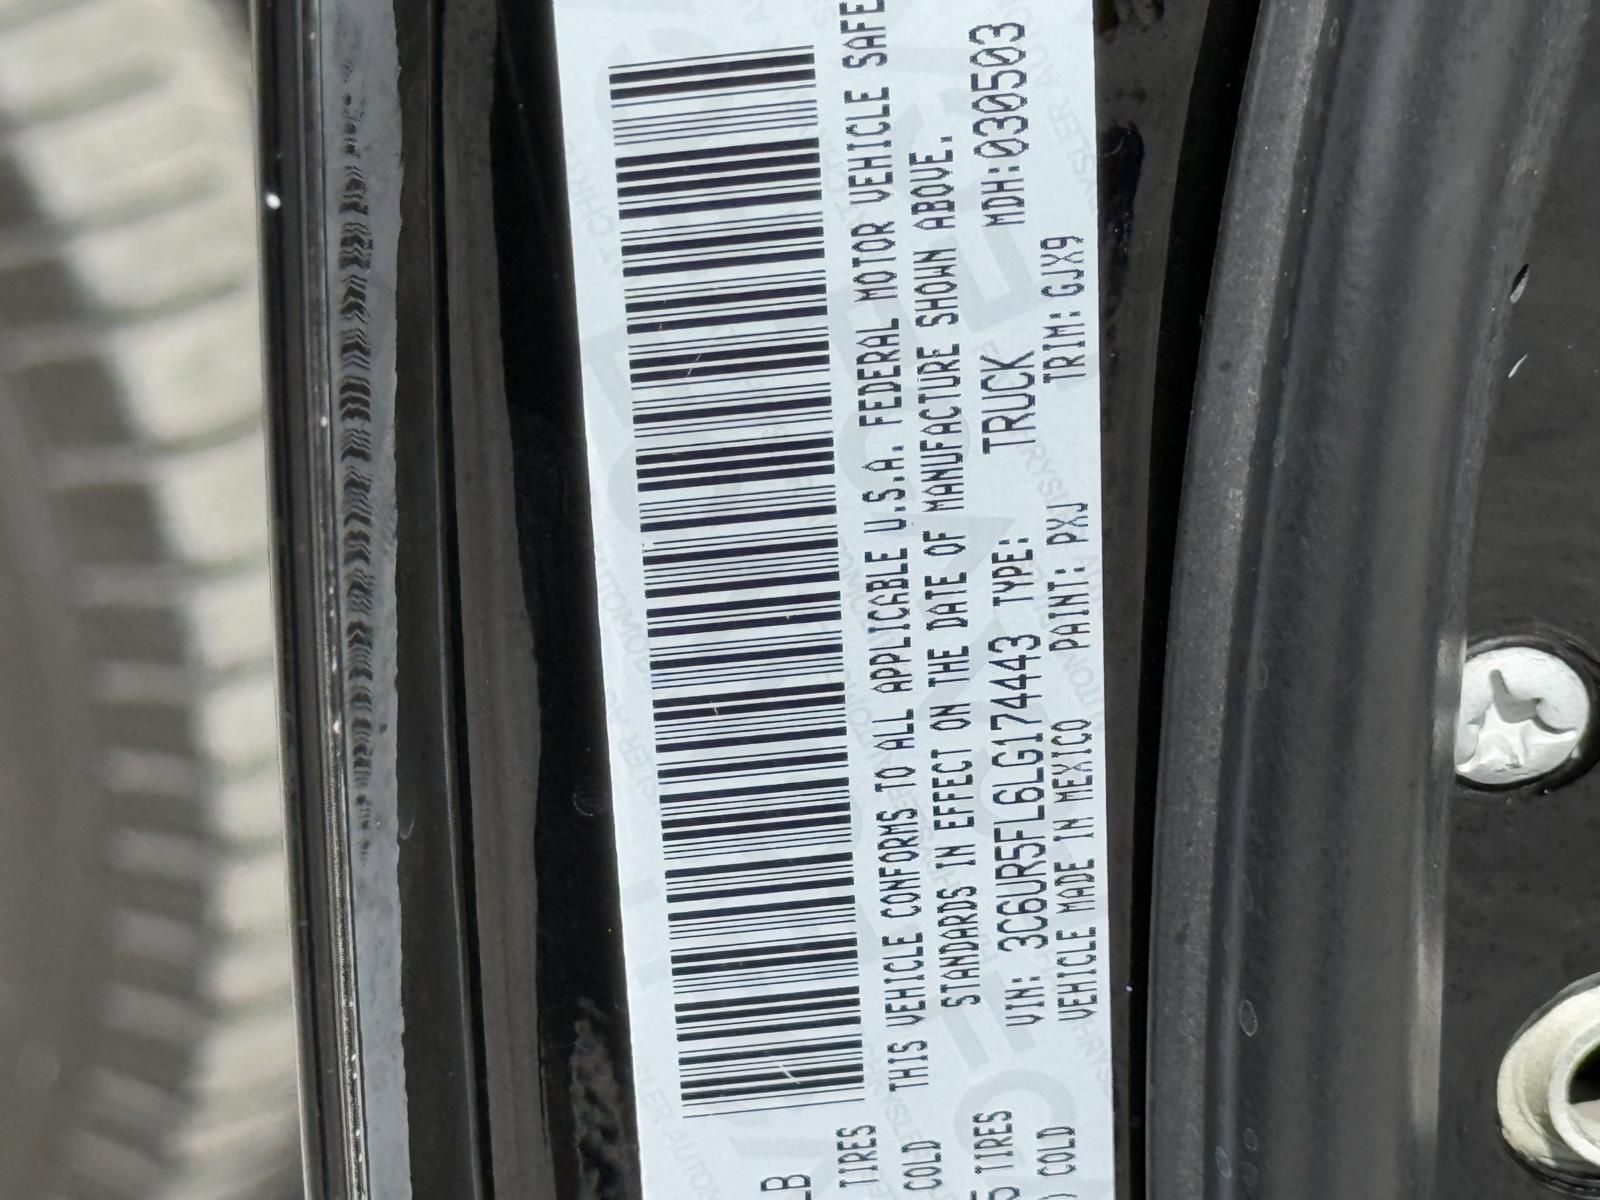 LB
TIRES THIS VEHICLE CONFORMS TO ALL APPLICABLE U.S.A. FEDERAL MOTOR VEHICLE SAFE
COLD STANDARDS IN EFFECT ON THE DATE OF MANUFACTURE SHOWN ABOVE.
5 TIRES VIN: 3C6UR5FL6LG174443 TYPE: TRUCK MDH:030503
) COLD VEHICLE MADE IN MEXICO PAINT: PXJ TRIM: GJX9